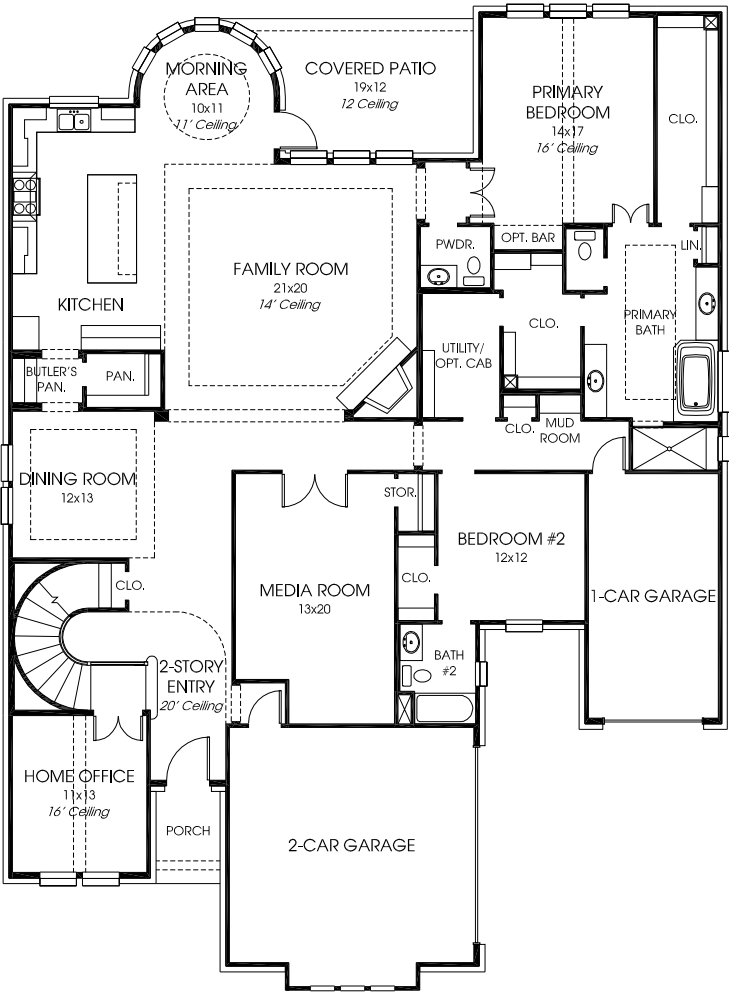 MORNING
AREA
10x11
11' Ceiling
COVERED PATIO
19x12
12 Ceiling
PRIMARY
BEDROOM
14x17
16' Ceiling
CLO.
PWDR.
OPT. BAR
LIN.
FAMILY ROOM
21x20
14' Ceiling
KITCHEN
CLO.
PRIMARY
BATH
UTILITY/
OPT. CAB
BUTLER'S
PAN.
PAN.
CLO.
MUD
ROOM
DINING ROOM
12x13
STOR.
BEDROOM #2
12x12
CLO.
CLO.
MEDIA ROOM
13x20
1-CAR GARAGE
BATH
#2
2-STORY
ENTRY
20' Ceiling
HOME OFFICE
11x13
16' Ceiling
PORCH
2-CAR GARAGE